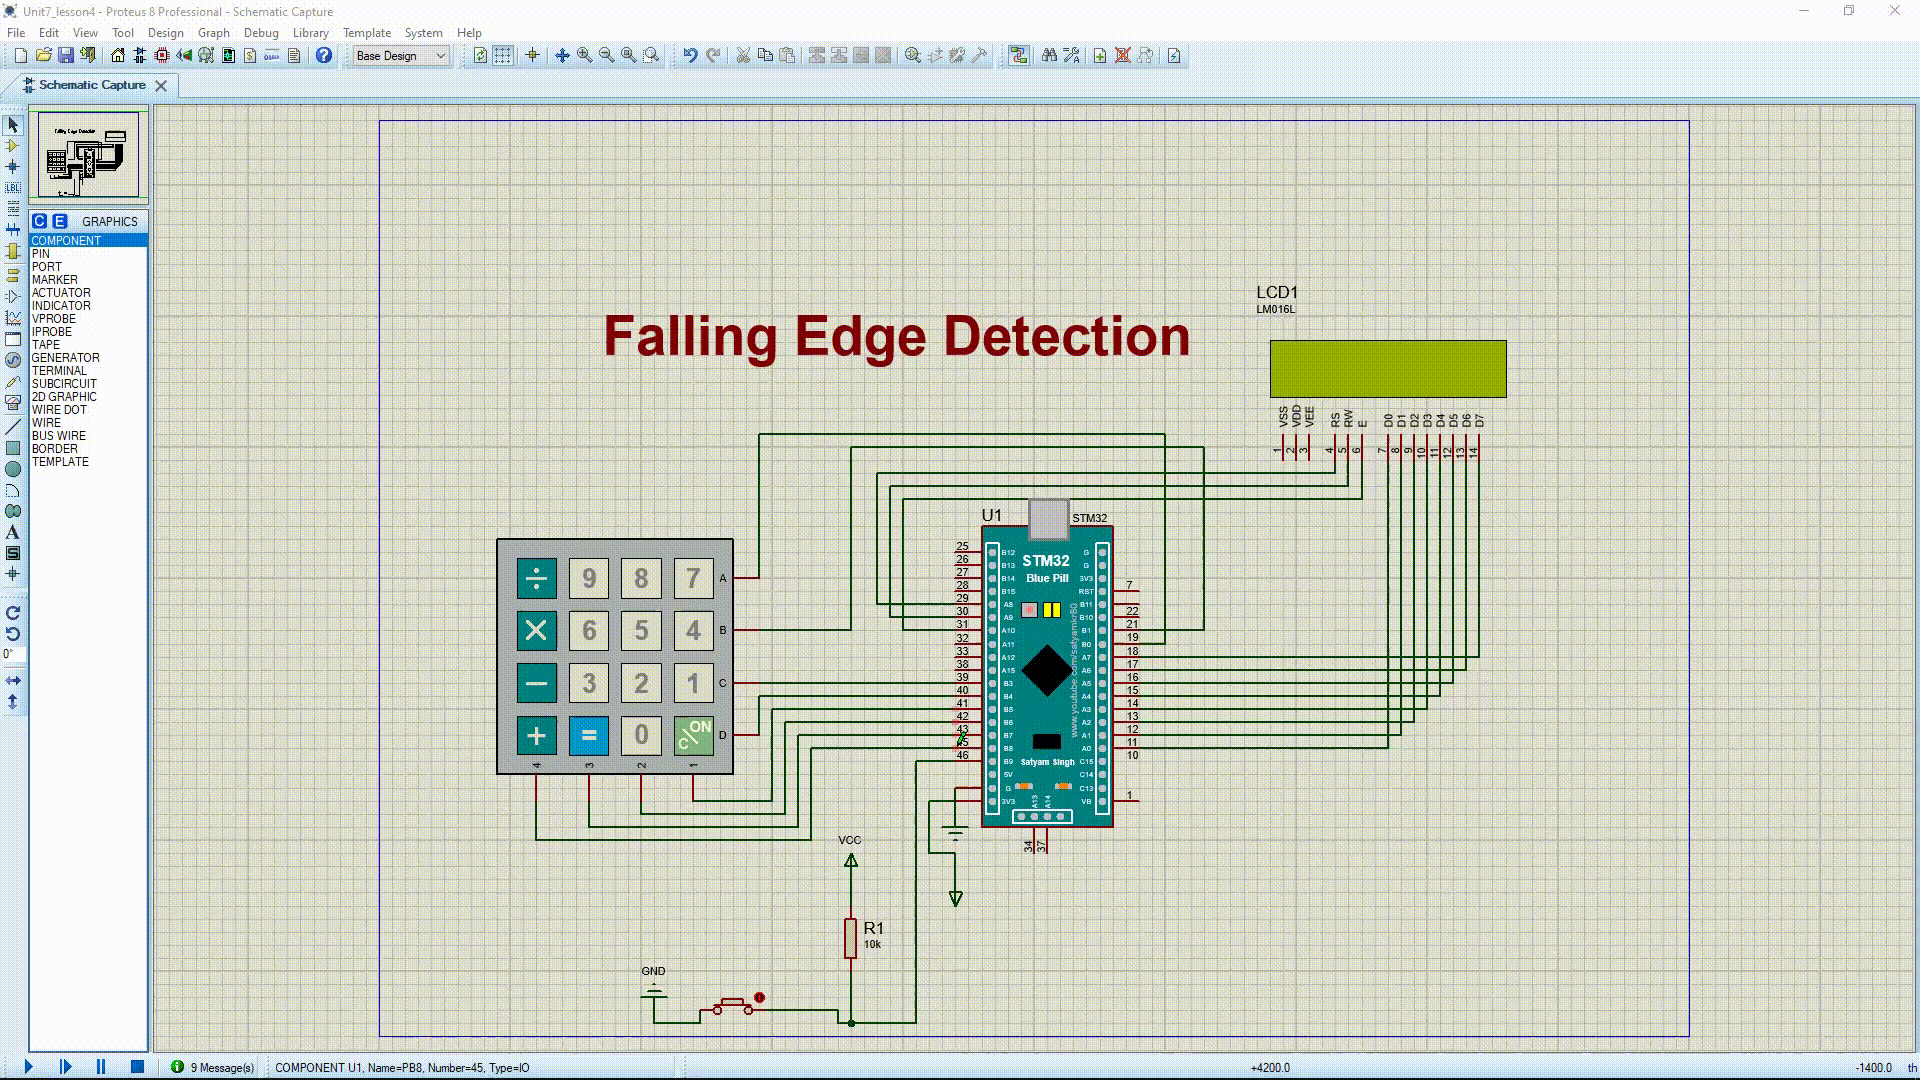 Unit7_lesson4 - Proteus 8 Professional - Schematic Capture
File Edit View Tool Design Graph Debug Library Template System Help
Base Design
Schematic Capture
C E GRAPHICS
COMPONENT
PIN
PORT
MARKER
ACTUATOR
INDICATOR
VPROBE
IPROBE
TAPE
GENERATOR
TERMINAL
SUBCIRCUIT
2D GRAPHIC
WIRE DOT
WIRE
BUS WIRE
BORDER
TEMPLATE
LBL
A
S
0°
Falling Edge Detection
LCD1
LM016L
VSS VDD VEE RS RW E D0 D1 D2 D3 D4 D5 D6 D7
1 2 3 4 5 6 7 8 9 10 11 12 13 14
÷ 9 8 7 A
× 6 5 4 B
− 3 2 1 C
+ = 0 ON C D
4 3 2 1
U1
STM32
STM32
Blue Pill
www.youtube.com/satyamkr80
Satyam Singh
25 B12 G
26 B13 G
27 B14 3V3
28 B15 RST 7
29 A8 B11 22
30 A9 B10 21
31 A10 B1 19
32 A11 B0 18
33 A12 A7 17
38 A15 A6 16
39 B3 A5 15
40 B4 A4 14
41 B5 A3 13
42 B6 A2 12
43 B7 A1 11
45 B8 A0 10
46 B9 C15
5V C14
G C13
3V3 VB 1
A13 A14
34 37
VCC
R1
10k
GND
9 Message(s) COMPONENT U1, Name=PB8, Number=45, Type=IO +4200.0 -1400.0 th